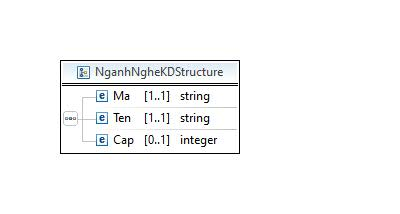 NganhNgheKDStructure
Ma [1..1] string
Ten [1..1] string
Cap [0..1] integer